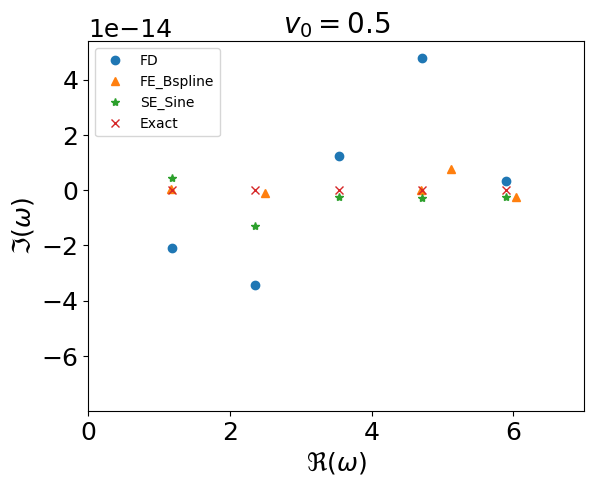 1e−14
v₀ = 0.5
FD
FE_Bspline
SE_Sine
Exact
4
2
0
−2
−4
−6
ℑ(ω)
0 2 4 6
ℜ(ω)